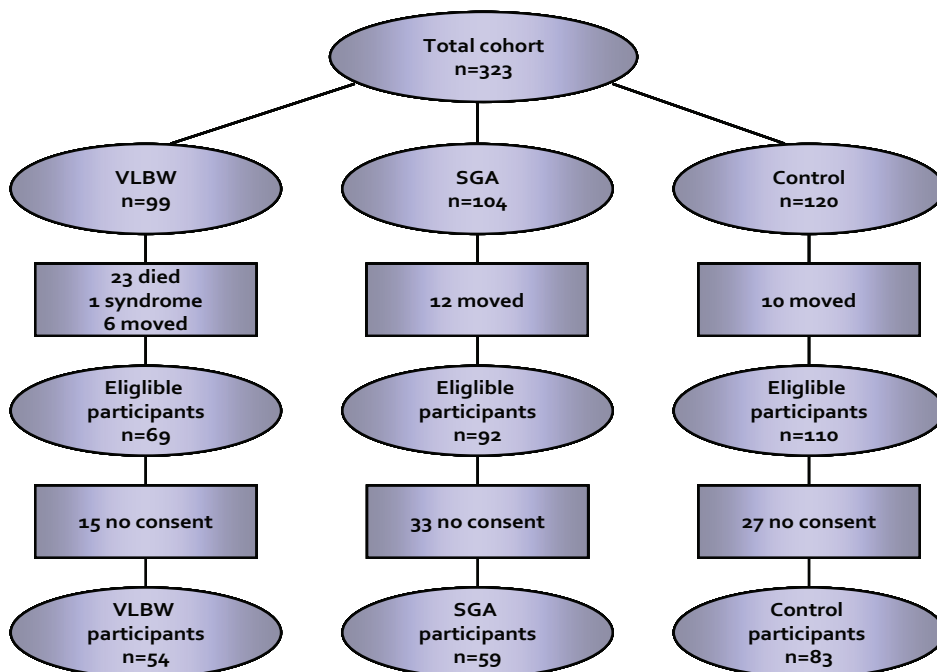 Total cohort
n=323
VLBW
n=99
SGA
n=104
Control
n=120
23 died
1 syndrome
6 moved
12 moved
10 moved
Eliglible
participants
n=69
Eligible
participants
n=92
Eligible
participants
n=110
15 no consent
33 no consent
27 no consent
VLBW
participants
n=54
SGA
participants
n=59
Control
participants
n=83